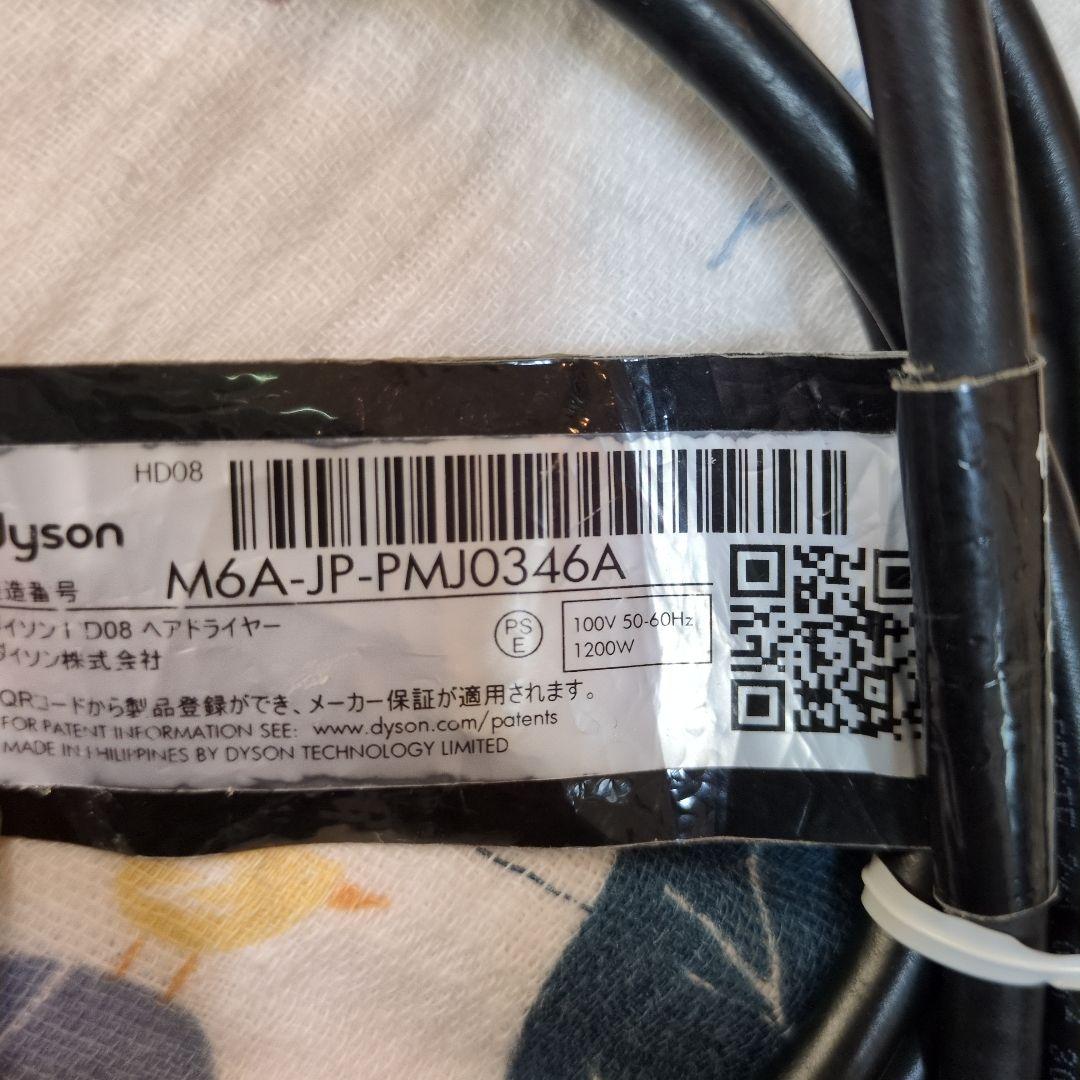 HD08
dyson
M6A-JP-PMJ0346A
造番号
イソン HD08 ヘアドライヤー
ダイソン株式会社
PS
E
100V 50-60Hz
1200W
QRコードから製品登録ができ、メーカー保証が適用されます。
FOR PATENT INFORMATION SEE: www.dyson.com/patents
MADE IN PHILIPPINES BY DYSON TECHNOLOGY LIMITED